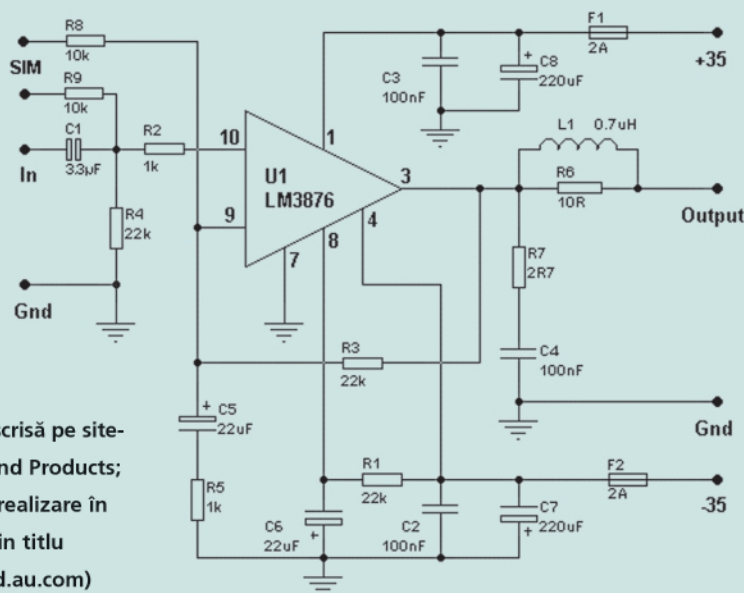 R8
10k
SIM
R9
10k
C1
3.3µF
In
R2
1k
R4
22k
Gnd
10
9
U1
LM3876
1
3
4
8
7
C3
100nF
+
C8
220uF
F1
2A
+35
L1 0.7uH
R6
10R
Output
R7
2R7
C4
100nF
Gnd
R3
22k
+
C5
22uF
R5
1k
R1
22k
C6
22uF
+
C2
100nF
C7
220uF
+
F2
2A
-35
scrisă pe site-
nd Products;
realizare în
in titlu
d.au.com)